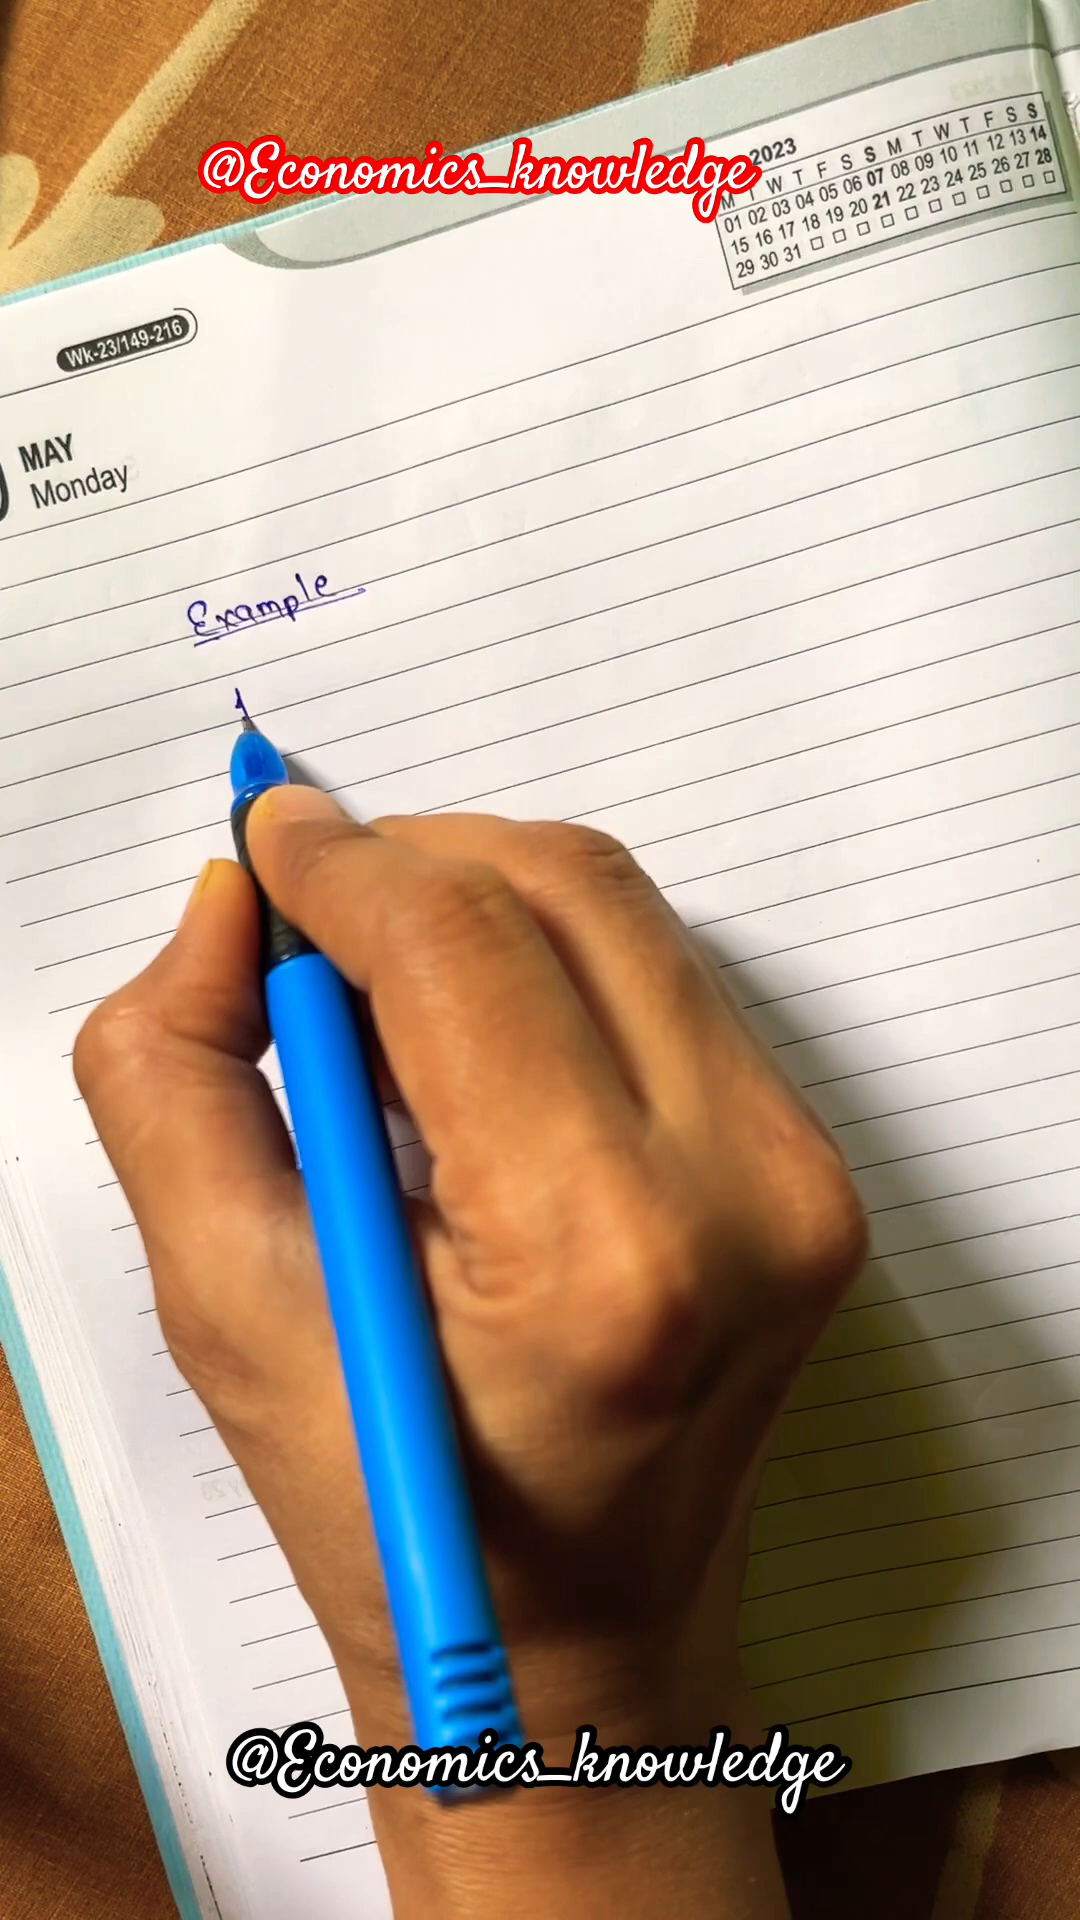 @Economics_knowledge
2023
M T W T F S S M T W T F S S
01 02 03 04 05 06 07 08 09 10 11 12 13 14
15 16 17 18 19 20 21 22 23 24 25 26 27 28
29 30 31
Wk-23/149-216
MAY
Monday
Example
@Economics_knowledge